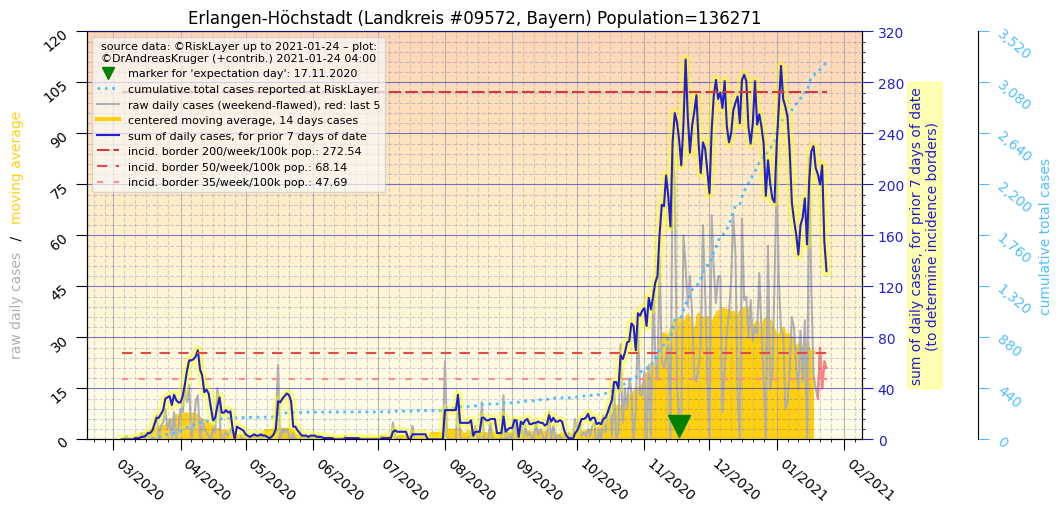 Erlangen-Höchstadt (Landkreis #09572, Bayern) Population=136271
source data: ©RiskLayer up to 2021-01-24 – plot:
©DrAndreasKruger (+contrib.) 2021-01-24 04:00
marker for 'expectation day': 17.11.2020
cumulative total cases reported at RiskLayer
raw daily cases (weekend-flawed), red: last 5
centered moving average, 14 days cases
sum of daily cases, for prior 7 days of date
incid. border 200/week/100k pop.: 272.54
incid. border 50/week/100k pop.: 68.14
incid. border 35/week/100k pop.: 47.69
raw daily cases / moving average
120
105
90
75
60
45
30
15
0
03/2020
04/2020
05/2020
06/2020
07/2020
08/2020
09/2020
10/2020
11/2020
12/2020
01/2021
02/2021
320
280
240
200
160
120
80
40
0
sum of daily cases, for prior 7 days of date
(to determine incidence borders)
3,520
3,080
2,640
2,200
1,760
1,320
880
440
0
cumulative total cases